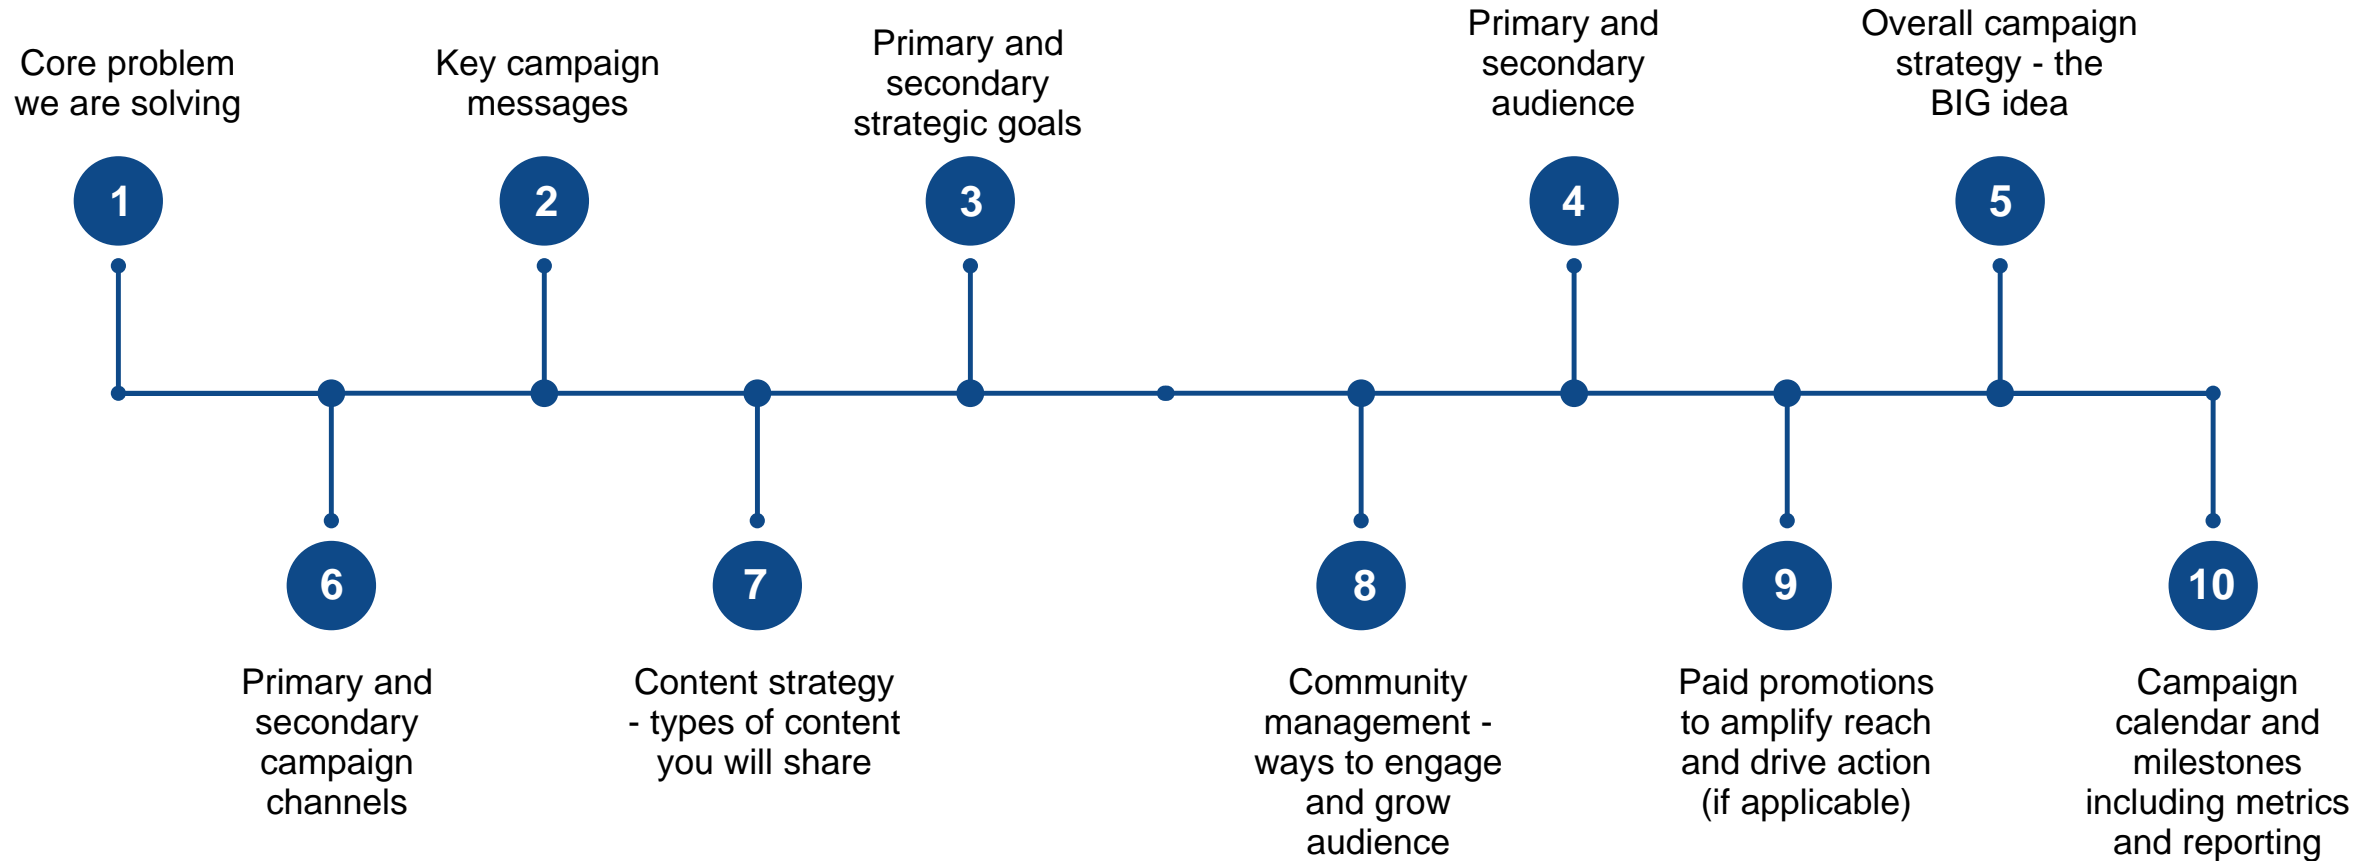 Core problem
we are solving
1
Key campaign
messages
2
Primary and
secondary
strategic goals
3
Primary and
secondary
audience
4
Overall campaign
strategy - the
BIG idea
5
6
Primary and
secondary
campaign
channels
7
Content strategy
- types of content
you will share
8
Community
management -
ways to engage
and grow
audience
9
Paid promotions
to amplify reach
and drive action
(if applicable)
10
Campaign
calendar and
milestones
including metrics
and reporting